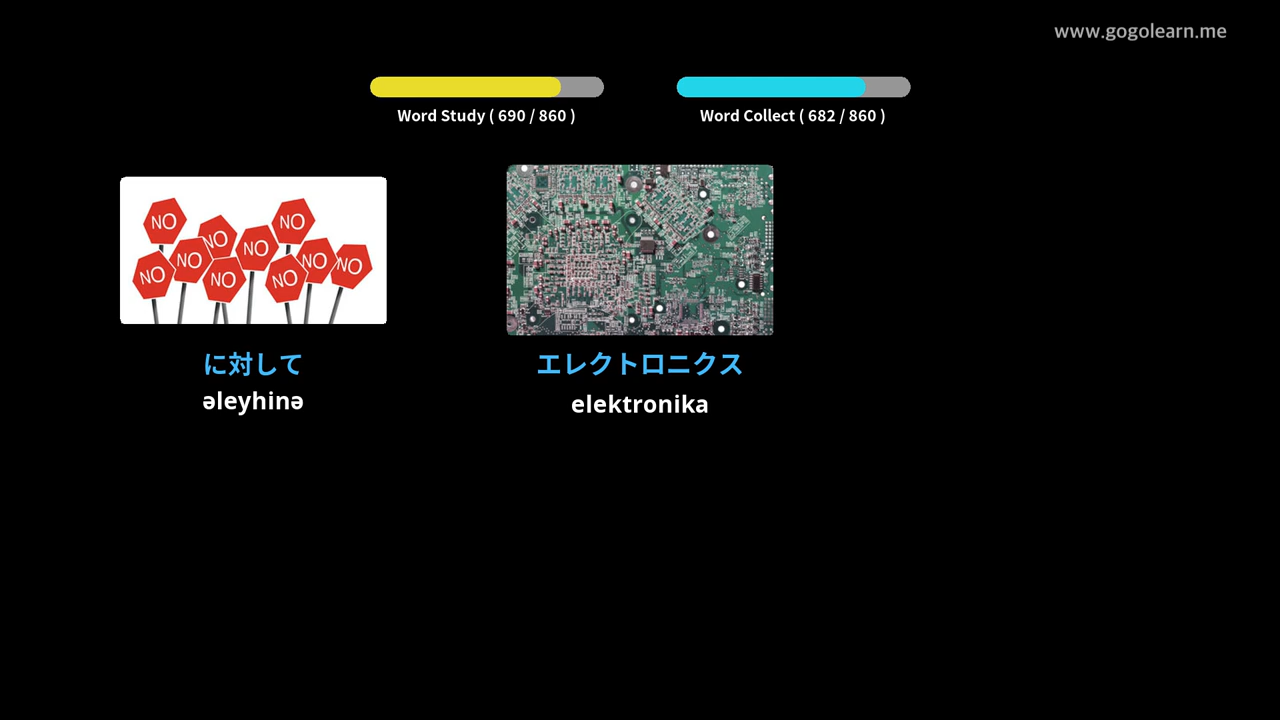 www.gogolearn.me
Word Study ( 690 / 860 )
Word Collect ( 682 / 860 )
NO
NO
NO
NO
NO
NO
NO
NO
NO
NO
に対して
əleyhinə
エレクトロニクス
elektronika